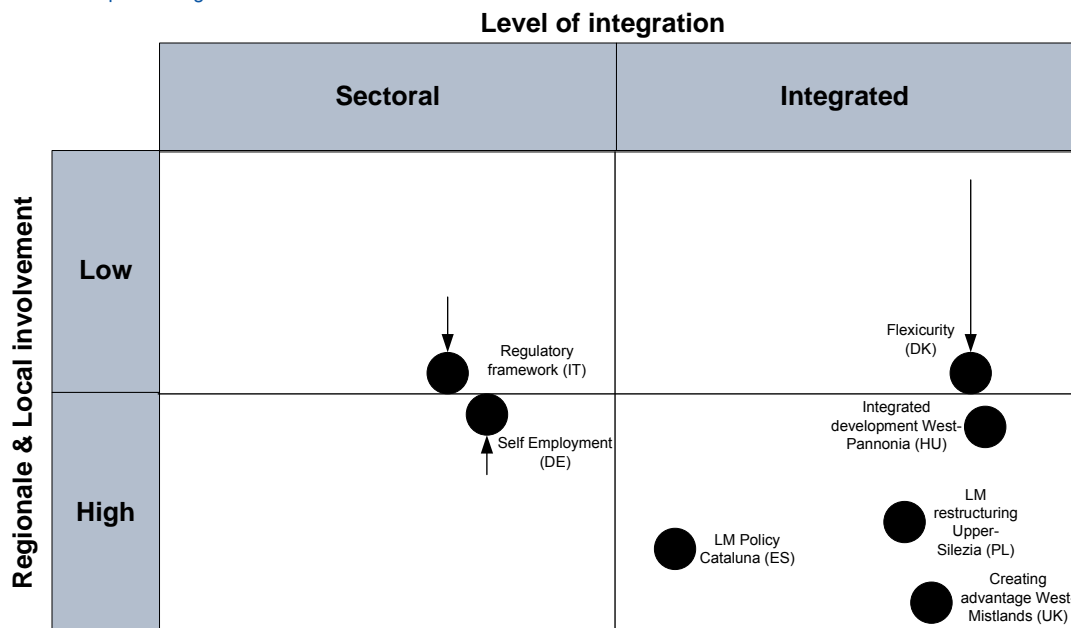 Level of integration
Sectoral
Integrated
Regionale & Local involvement
Low
High
Regulatory
framework (IT)
Flexicurity
(DK)
Self Employment
(DE)
Integrated
development West-
Pannonia (HU)
LM Policy
Cataluna (ES)
LM
restructuring
Upper-
Silezia (PL)
Creating
advantage West-
Mistlands (UK)